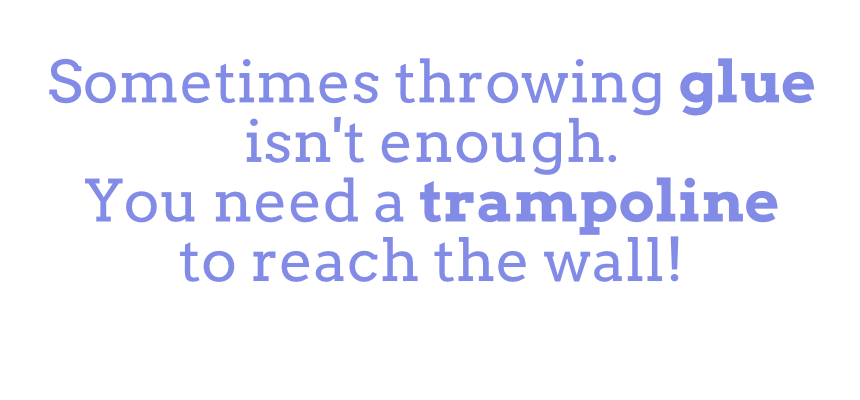 Sometimes throwing glue
isn't enough.
You need a trampoline
to reach the wall!